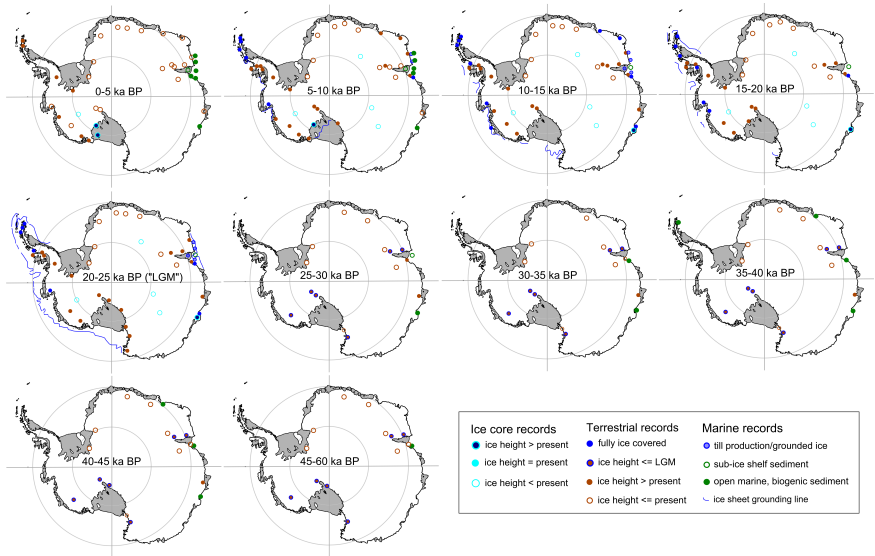 0-5 ka BP
5-10 ka BP
10-15 ka BP
15-20 ka BP
20-25 ka BP ("LGM")
25-30 ka BP
30-35 ka BP
35-40 ka BP
40-45 ka BP
45-60 ka BP
Ice core records
ice height > present
ice height = present
ice height < present
Terrestrial records
fully ice covered
ice height <= LGM
ice height > present
ice height <= present
Marine records
till production/grounded ice
sub-ice shelf sediment
open marine, biogenic sediment
ice sheet grounding line